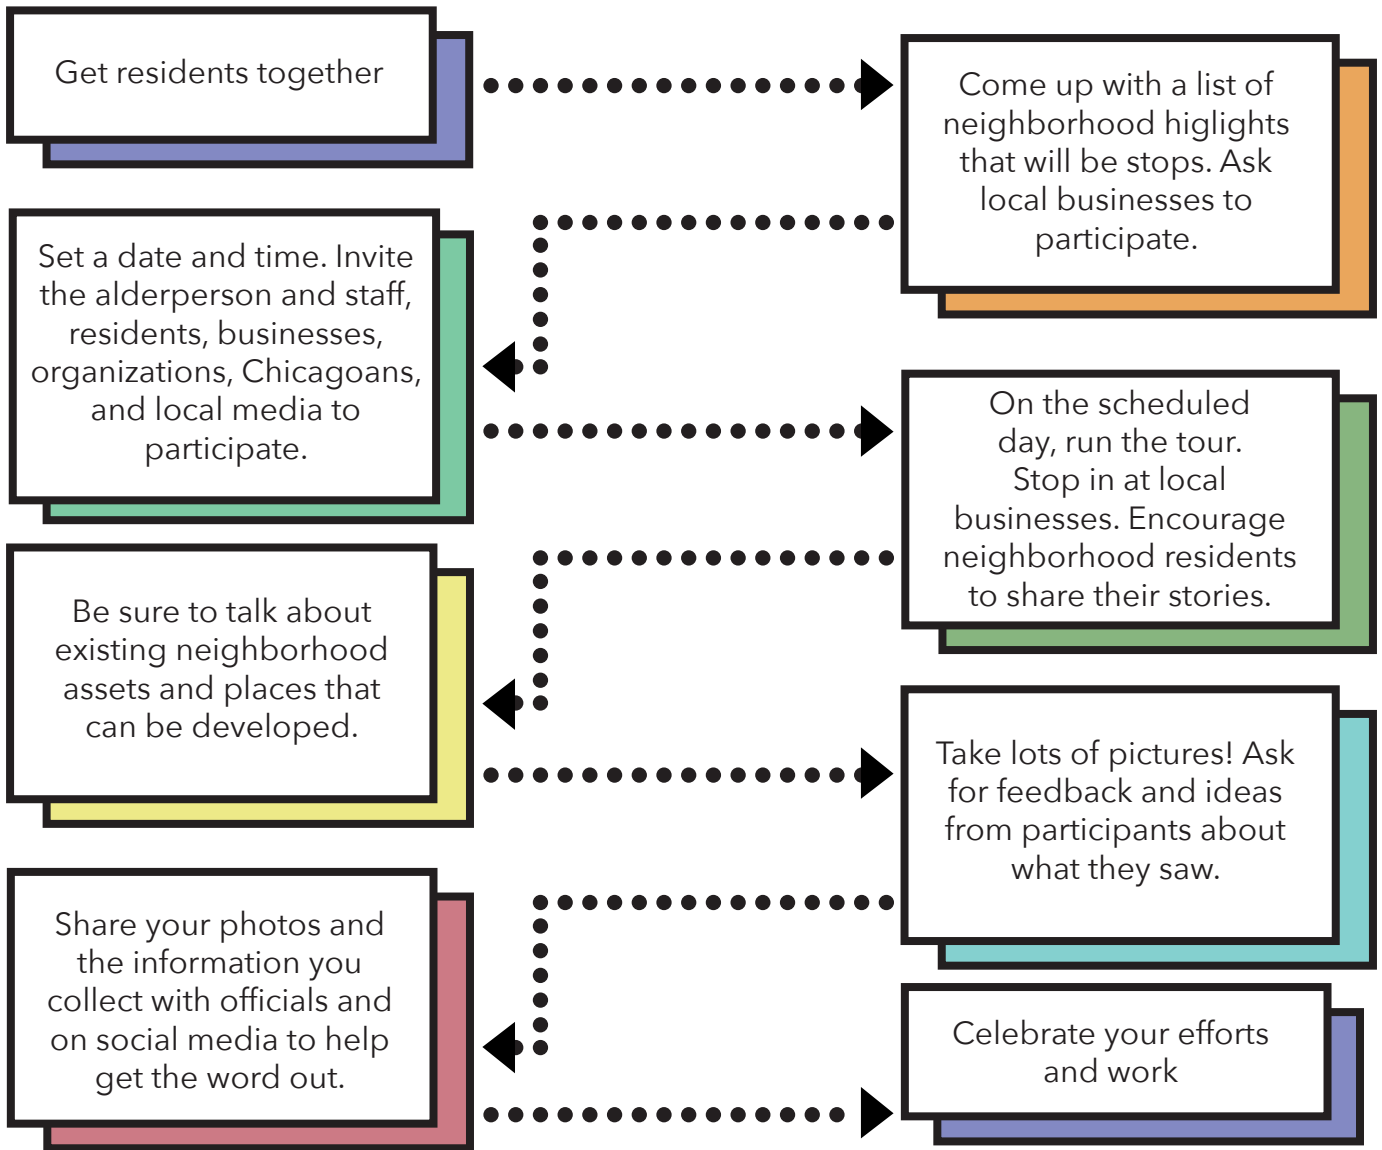 Get residents together
Come up with a list of
neighborhood higlights
that will be stops. Ask
local businesses to
participate.
Set a date and time. Invite
the alderperson and staff,
residents, businesses,
organizations, Chicagoans,
and local media to
participate.
On the scheduled
day, run the tour.
Stop in at local
businesses. Encourage
neighborhood residents
to share their stories.
Be sure to talk about
existing neighborhood
assets and places that
can be developed.
Take lots of pictures! Ask
for feedback and ideas
from participants about
what they saw.
Share your photos and
the information you
collect with officials and
on social media to help
get the word out.
Celebrate your efforts
and work